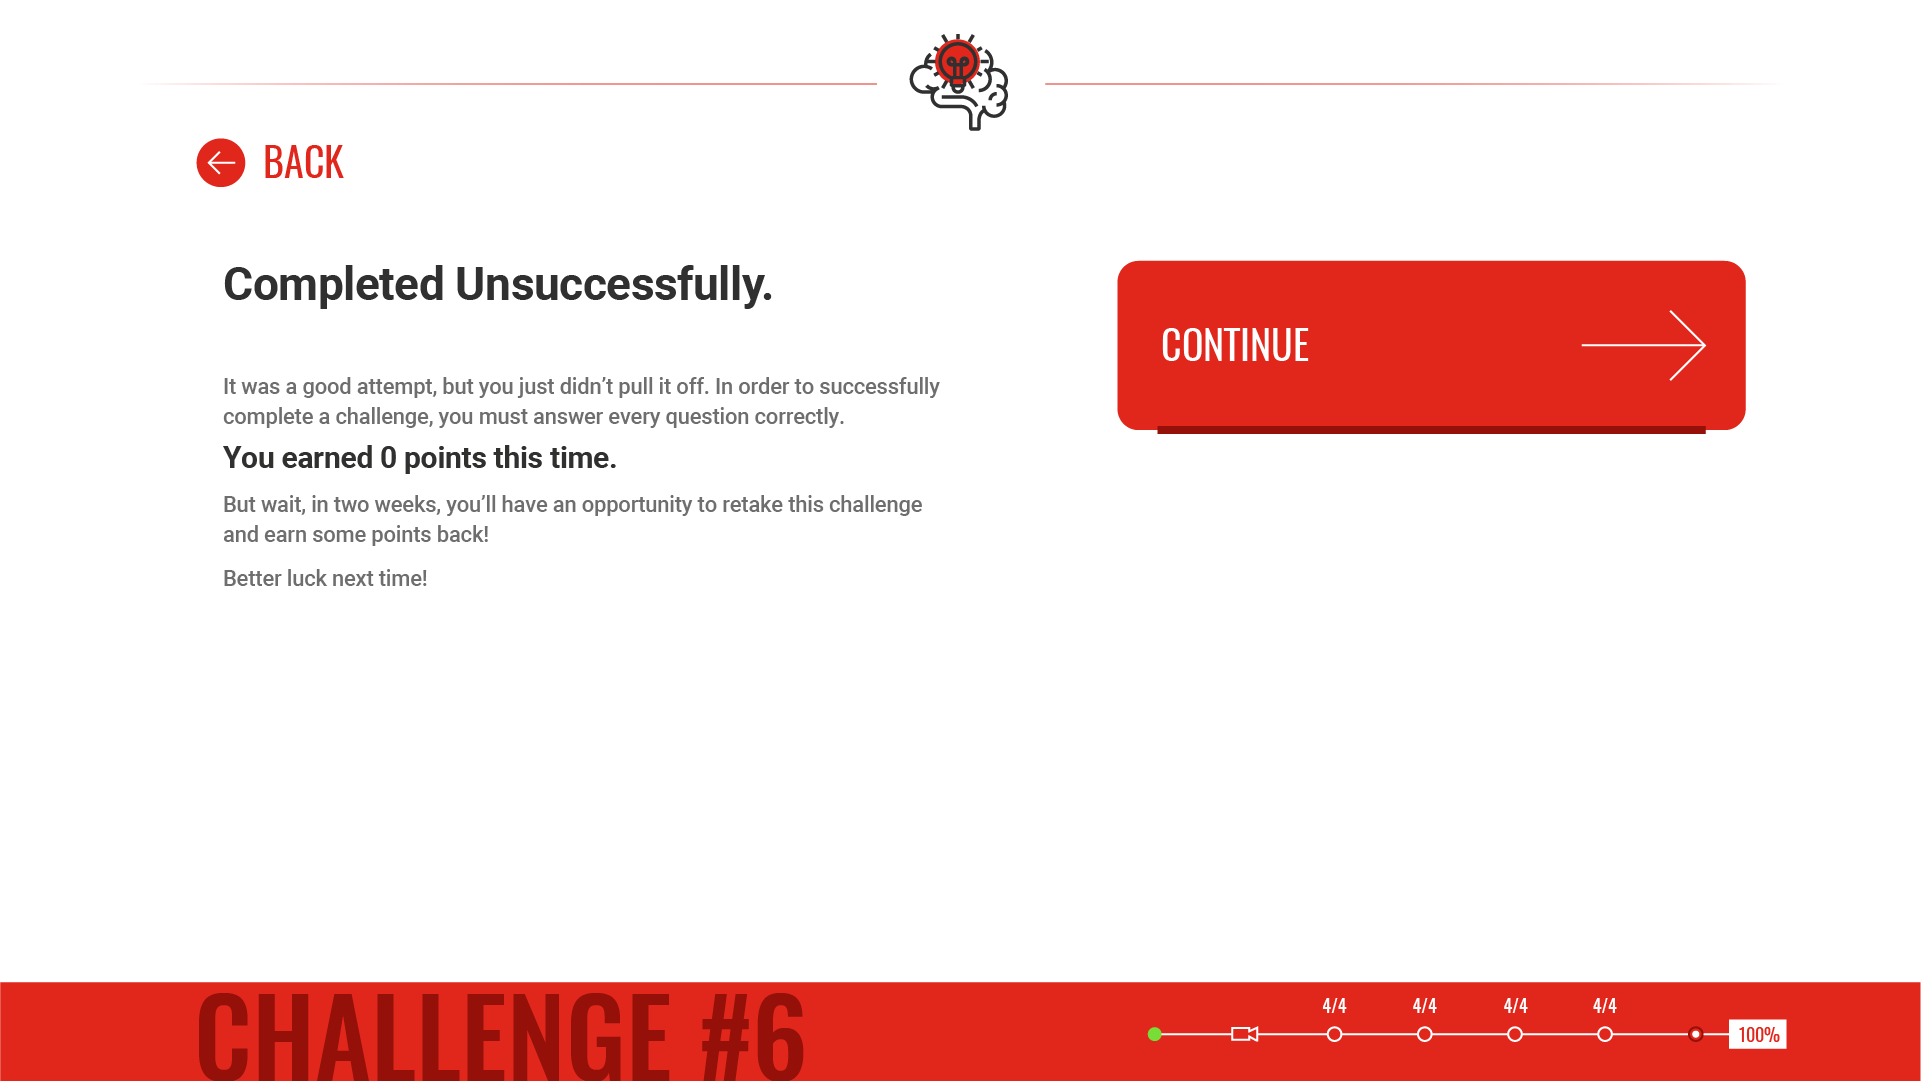 BACK
Completed Unsuccessfully.
It was a good attempt, but you just didn’t pull it off. In order to successfully
complete a challenge, you must answer every question correctly.
You earned 0 points this time.
But wait, in two weeks, you’ll have an opportunity to retake this challenge
and earn some points back!
Better luck next time!
CONTINUE
CHALLENGE #6
4/4 4/4 4/4 4/4
100%